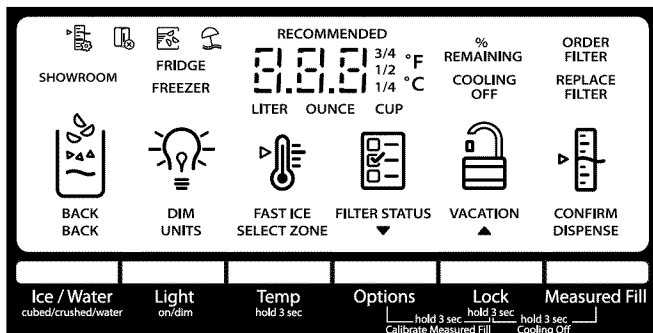 RECOMMENDED
% REMAINING
ORDER FILTER
SHOWROOM
FRIDGE
FREEZER
8.8.8
3/4
1/2
1/4
°F
°C
COOLING OFF
REPLACE FILTER
LITER OUNCE CUP
BACK DIM FAST ICE FILTER STATUS VACATION CONFIRM
BACK UNITS SELECT ZONE ▼ ▲ DISPENSE
Ice / Water Light Temp Options Lock Measured Fill
cubed/crushed/water on/dim hold 3 sec hold 3 sec
hold 3 sec hold 3 sec
Calibrate Measured Fill Cooling Off